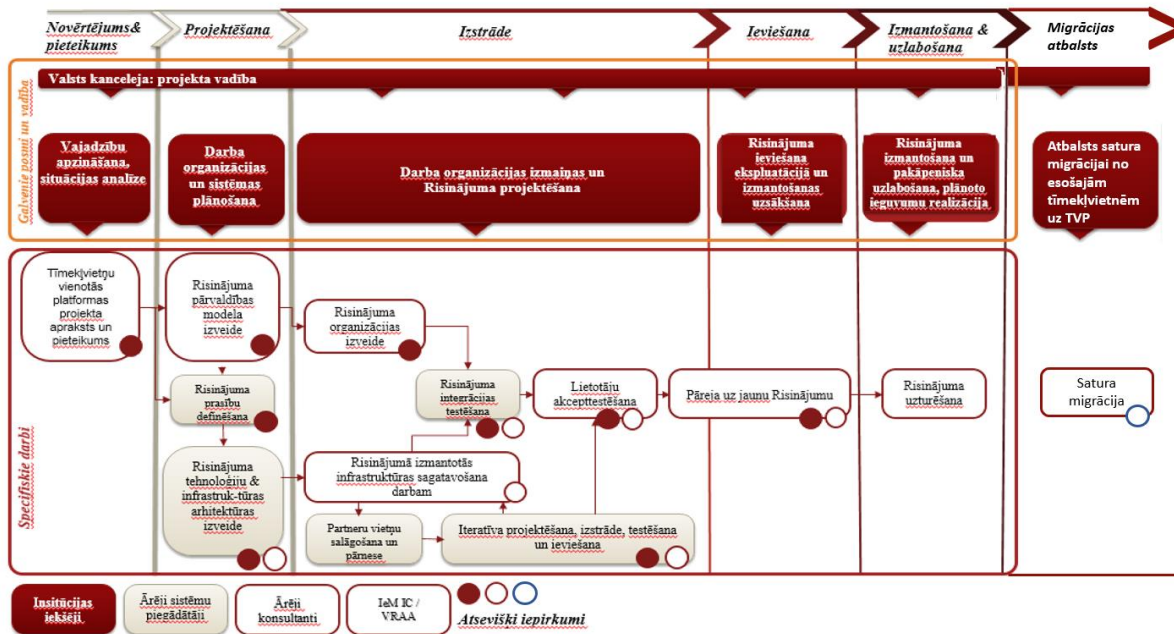 Novērtējums&
pieteikums
Projektēšana
Izstrāde
Ieviešana
Izmantošana &
uzlabošana
Migrācijas
atbalsts
Galvenie posmi un vadība
Valsts kanceleja: projekta vadība
Vajadzību
apzināšana,
situācijas analīze
Darba
organizācijas
un sistēmas
plānošana
Darba organizācijas izmaiņas un
Risinājuma projektēšana
Risinājuma
ieviešana
ekspluatācijā un
izmantošanas
uzsākšana
Risinājuma
izmantošana un
pakāpeniska
uzlabošana, plānoto
ieguvumu realizācija
Atbalsts satura
migrācijai no
esošajām
tīmekļvietnēm
uz TVP
Specifiskie darbi
Tīmekļvietņu
vienotās
platformas
projekta
apraksts un
pieteikums
Risinājuma
pārvaldības
modeļa
izveide
Risinājuma
organizācijas
izveide
Risinājuma
prasību
definēšana
Risinājuma
integrācijas
testēšana
Lietotāju
akcepttestēšana
Pāreja uz jaunu Risinājumu
Risinājuma
uzturēšana
Satura
migrācija
Risinājuma
tehnoloģiju &
infrastruk-tūras
arhitektūras
izveide
Risinājumā izmantotās
infrastruktūras sagatavošana
darbam
Partneru vietņu
salāgošana un
pārnese
Iteratīva projektēšana, izstrāde, testēšana
un ieviešana
Insitūcijas
iekšēji
Ārēji sistēmu
piegādātāji
Ārēji
konsultanti
IeM IC /
VRAA
Atsevišķi iepirkumi